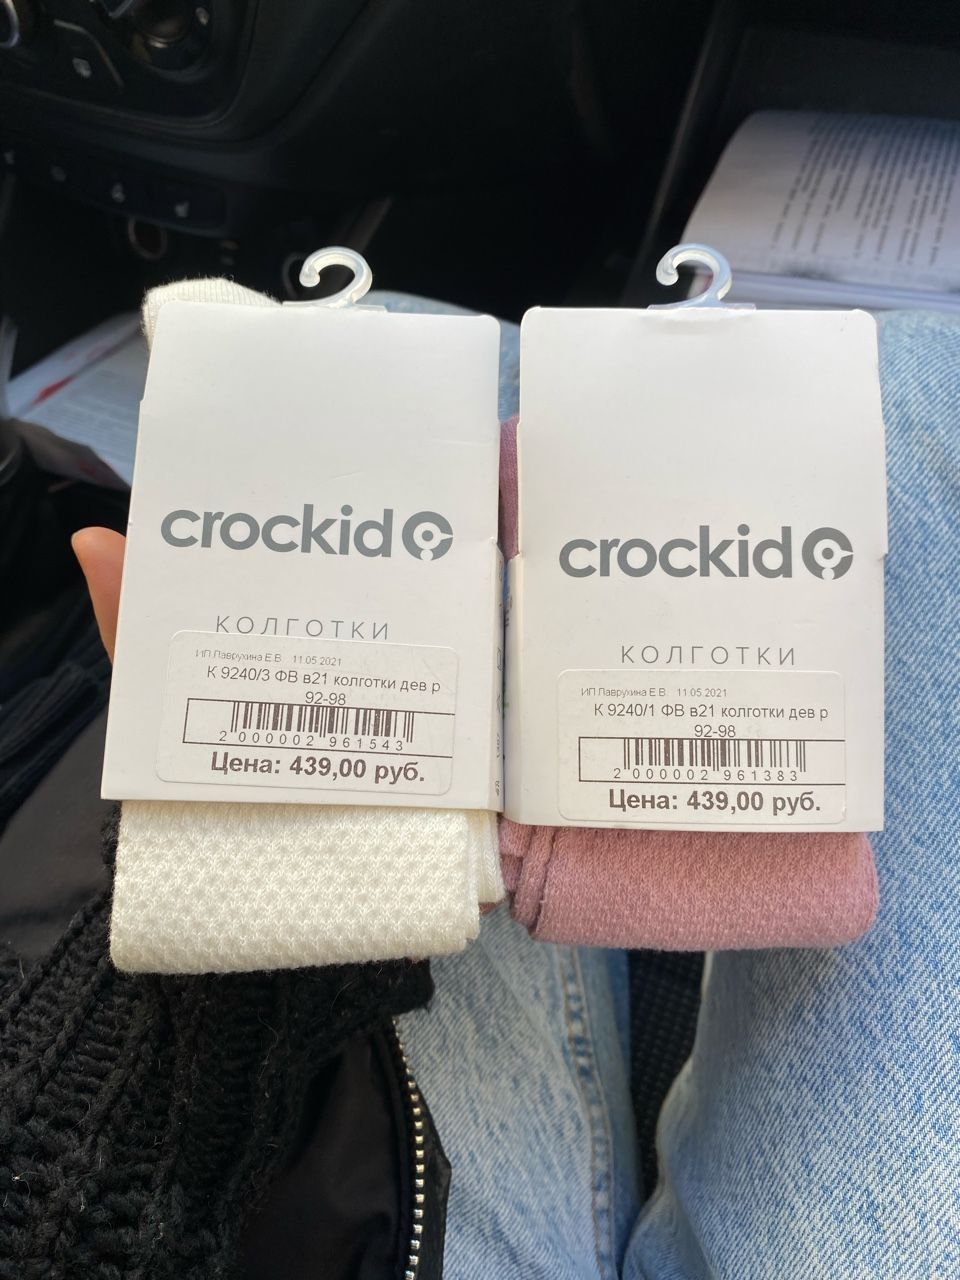 crockid
КОЛГОТКИ
ИП Лаврухина Е.В. 11.05.2021
К 9240/3 ФВ в21 колготки дев р
92-98
2 000002 961543
Цена: 439,00 руб.
crockid
КОЛГОТКИ
ИП Лаврухина Е.В. 11.05.2021
К 9240/1 ФВ в21 колготки дев р
92-98
2 000002 961383
Цена: 439,00 руб.